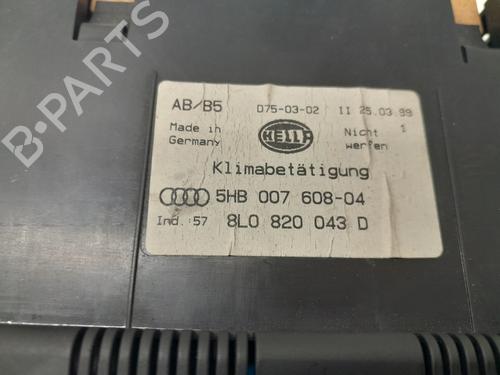 B-PARTS
AB/B5 D75-03-02 II 25.03.99
Made in Germany HELLA Nicht werfen 1
Klimabetätigung
5HB 007 608-04
Ind.:57 8L0 820 043 D